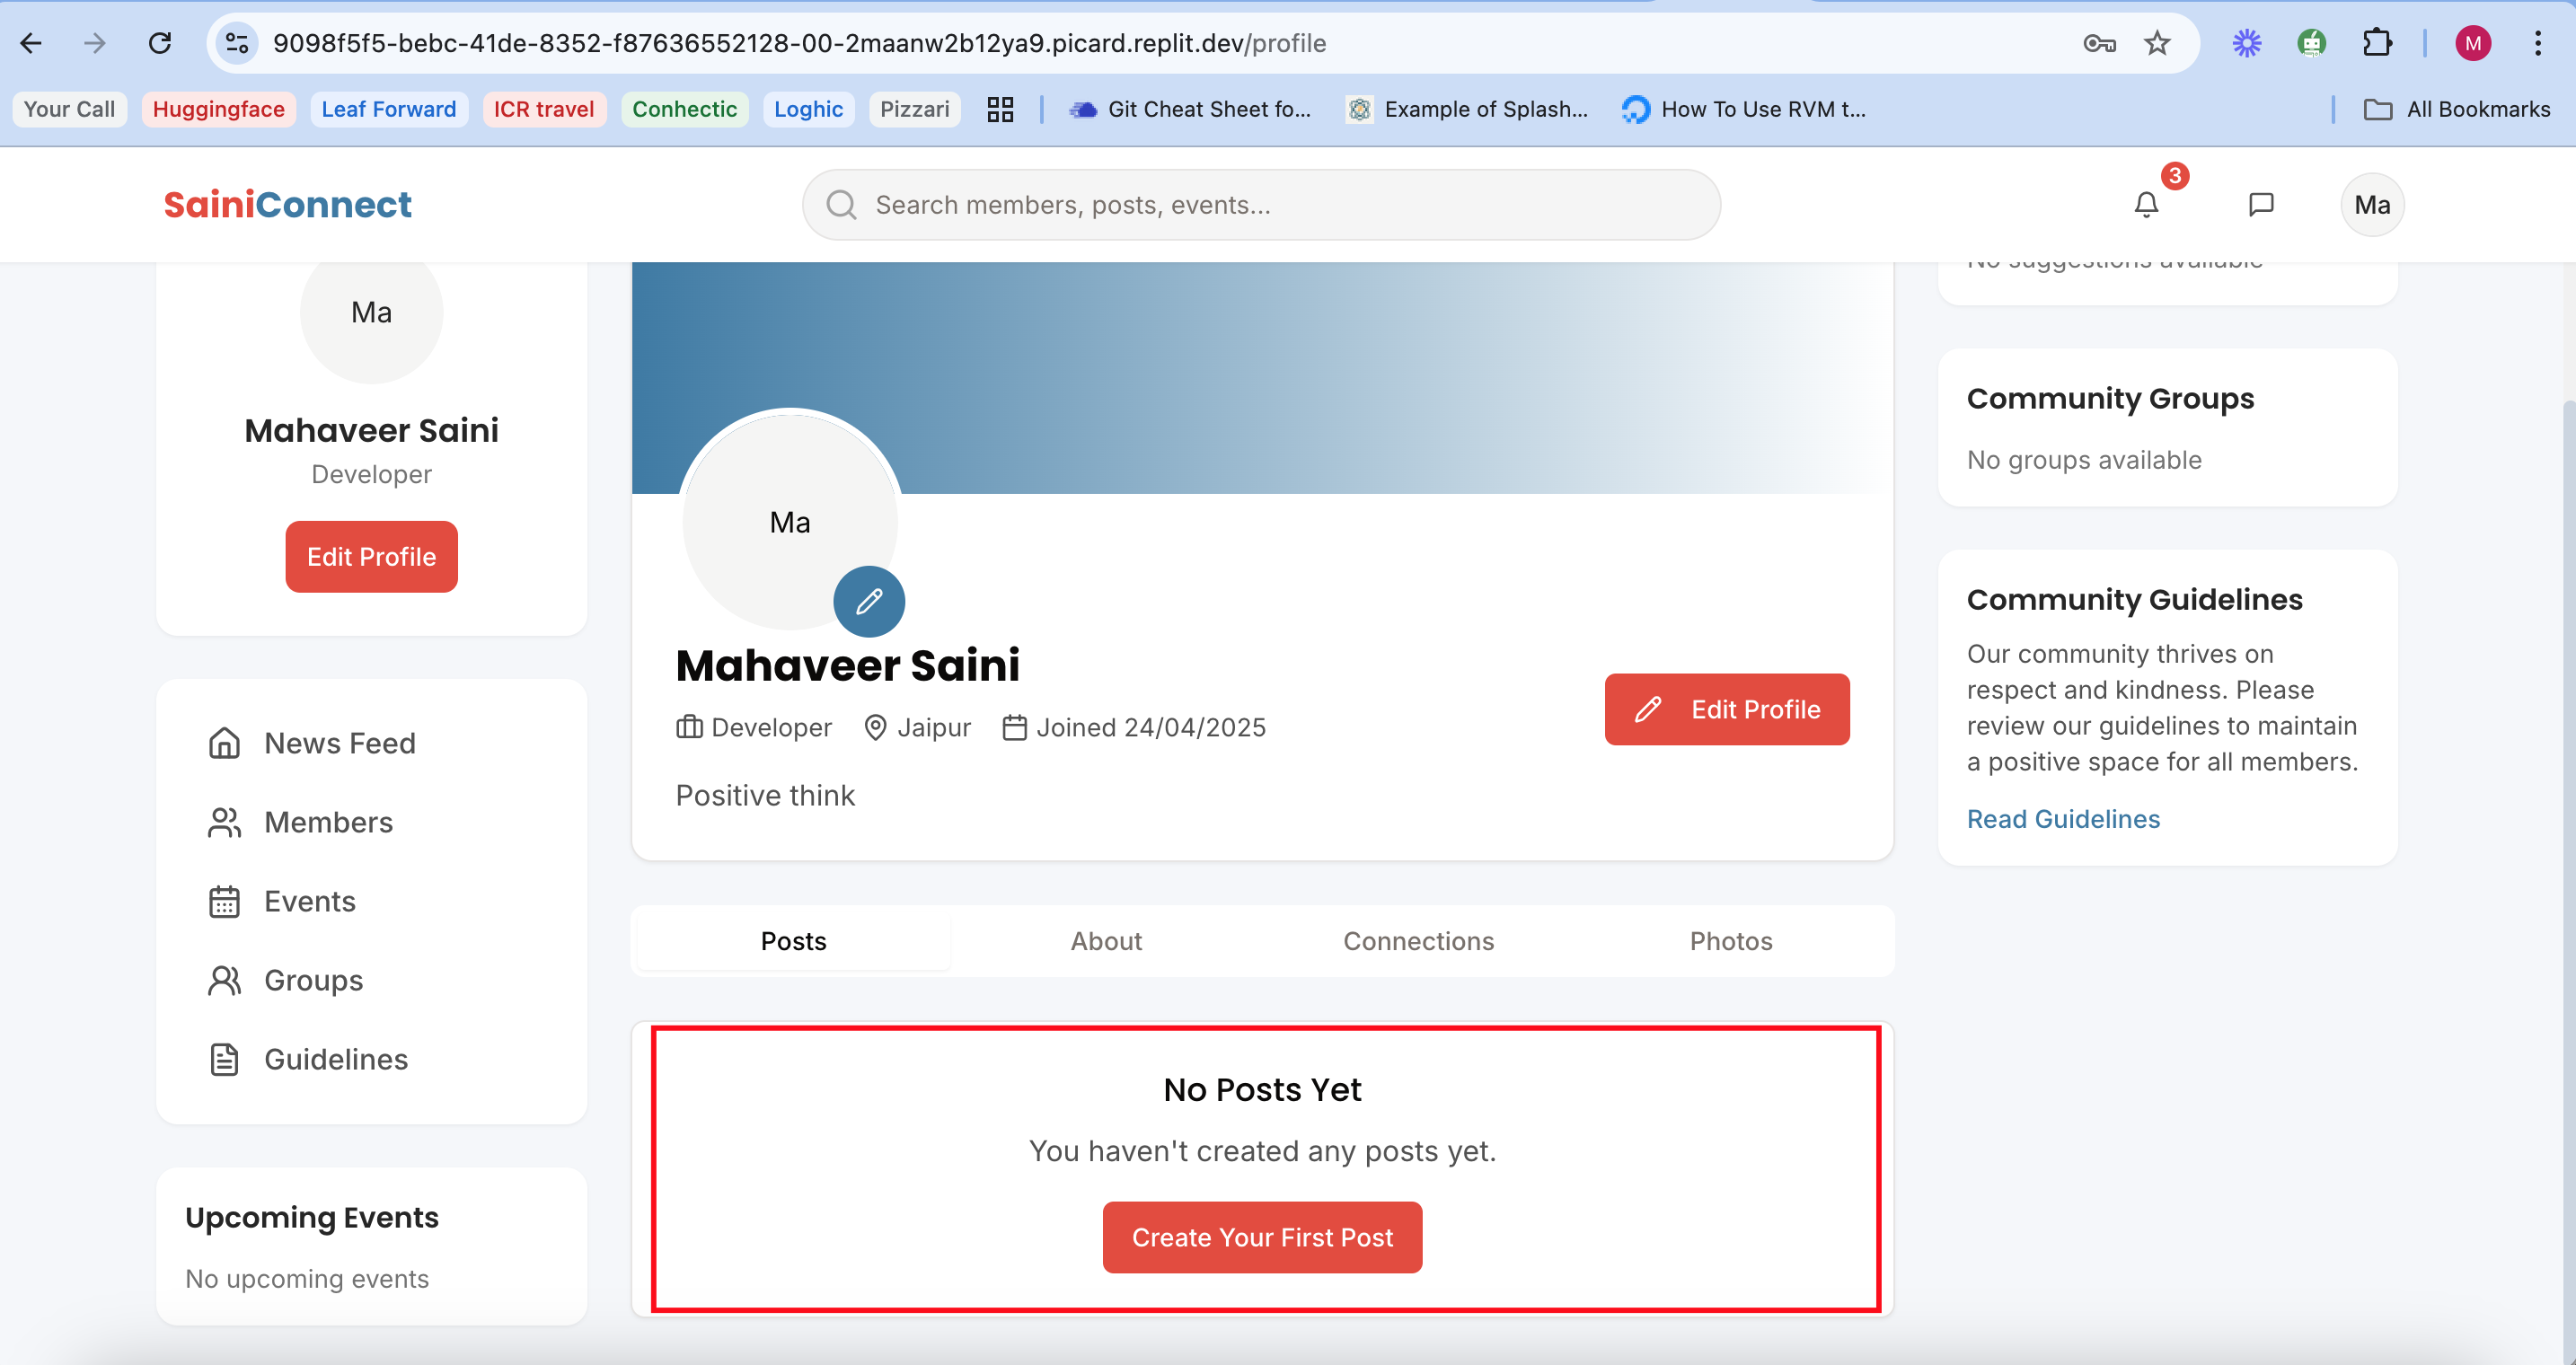 9098f5f5-bebc-41de-8352-f87636552128-00-2maanw2b12ya9.picard.replit.dev/profile
M
Your Call
Huggingface
Leaf Forward
ICR travel
Conhectic
Loghic
Pizzari
Git Cheat Sheet fo...
Example of Splash...
How To Use RVM t...
All Bookmarks
SainiConnect
Search members, posts, events...
3
Ma
Ma
Mahaveer Saini
Developer
Edit Profile
News Feed
Members
Events
Groups
Guidelines
Upcoming Events
No upcoming events
Ma
Mahaveer Saini
Developer
Jaipur
Joined 24/04/2025
Edit Profile
Positive think
Posts
About
Connections
Photos
No Posts Yet
You haven't created any posts yet.
Create Your First Post
No suggestions available
Community Groups
No groups available
Community Guidelines
Our community thrives on
respect and kindness. Please
review our guidelines to maintain
a positive space for all members.
Read Guidelines